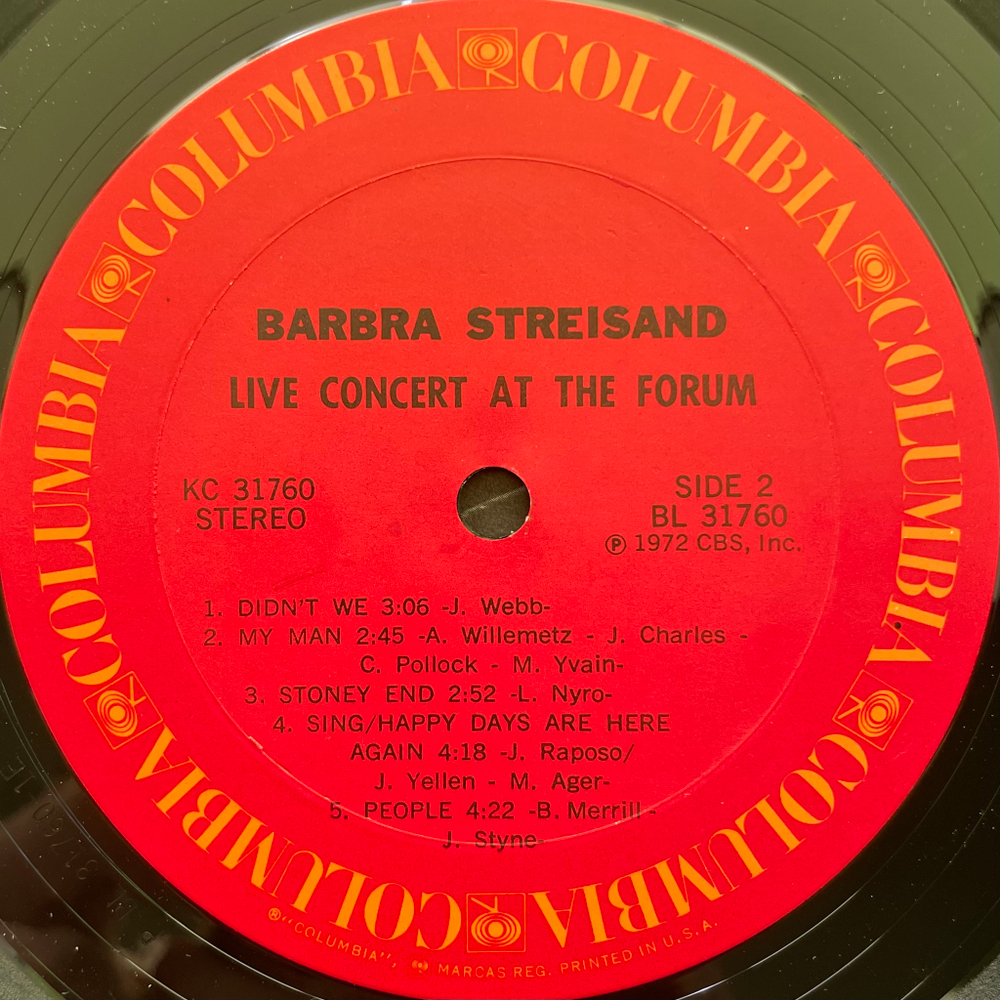 COLUMBIA COLUMBIA COLUMBIA COLUMBIA COLUMBIA COLUMBIA
BARBRA STREISAND
LIVE CONCERT AT THE FORUM
KC 31760
STEREO
SIDE 2
BL 31760
Ⓟ 1972 CBS, Inc.
1. DIDN'T WE 3:06 -J. Webb-
2. MY MAN 2:45 -A. Willemetz - J. Charles -
C. Pollock - M. Yvain-
3. STONEY END 2:52 -L. Nyro-
4. SING/HAPPY DAYS ARE HERE
AGAIN 4:18 -J. Raposo/
J. Yellen - M. Ager-
5. PEOPLE 4:22 -B. Merrill -
J. Styne-
®"COLUMBIA", MARCAS REG. PRINTED IN U.S.A.